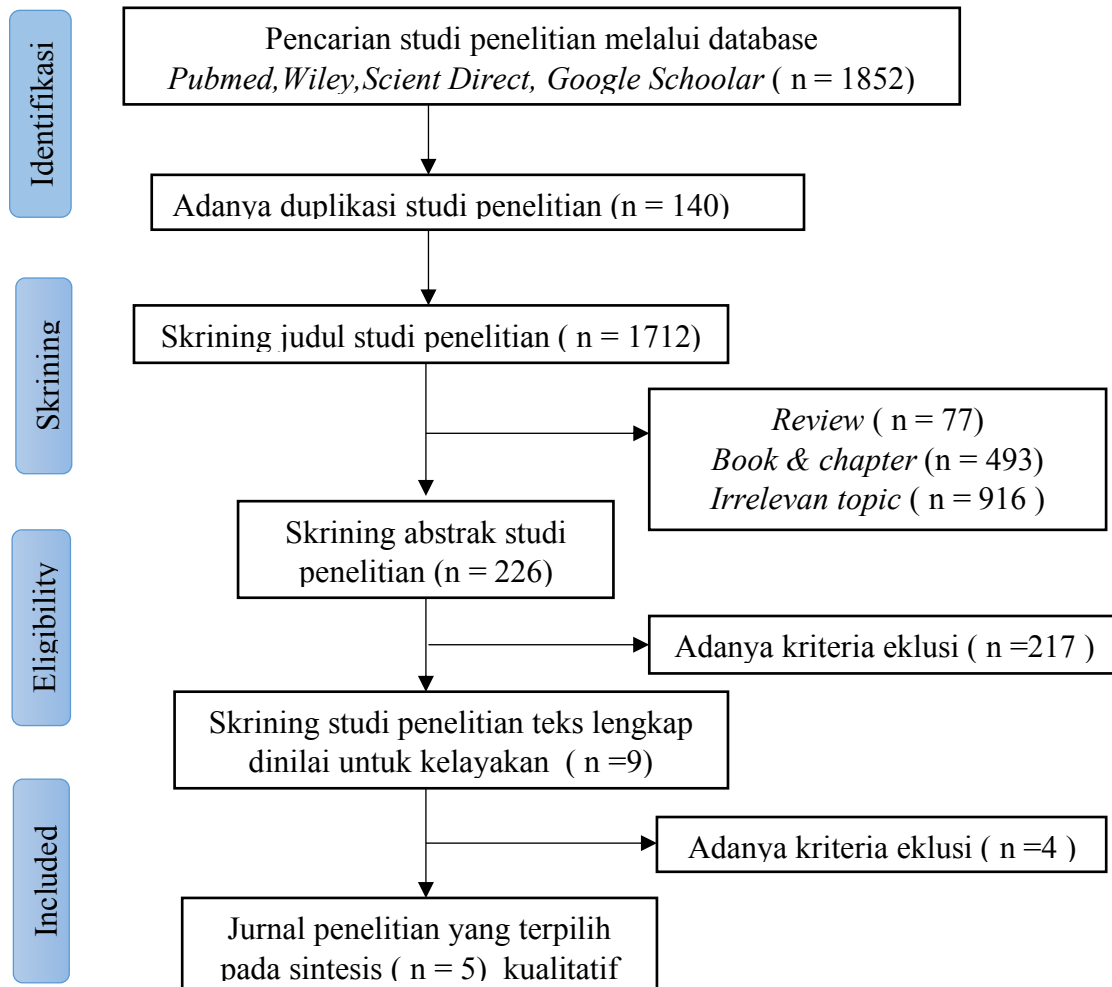 Identifikasi
Pencarian studi penelitian melalui database
Pubmed,Wiley,Scient Direct, Google Schoolar ( n = 1852)
Adanya duplikasi studi penelitian (n = 140)
Skrining
Skrining judul studi penelitian ( n = 1712)
Review ( n = 77)
Book & chapter (n = 493)
Irrelevan topic ( n = 916 )
Skrining abstrak studi
penelitian (n = 226)
Eligibility
Adanya kriteria eklusi ( n =217 )
Skrining studi penelitian teks lengkap
dinilai untuk kelayakan ( n =9)
Included
Adanya kriteria eklusi ( n =4 )
Jurnal penelitian yang terpilih
pada sintesis ( n = 5) kualitatif